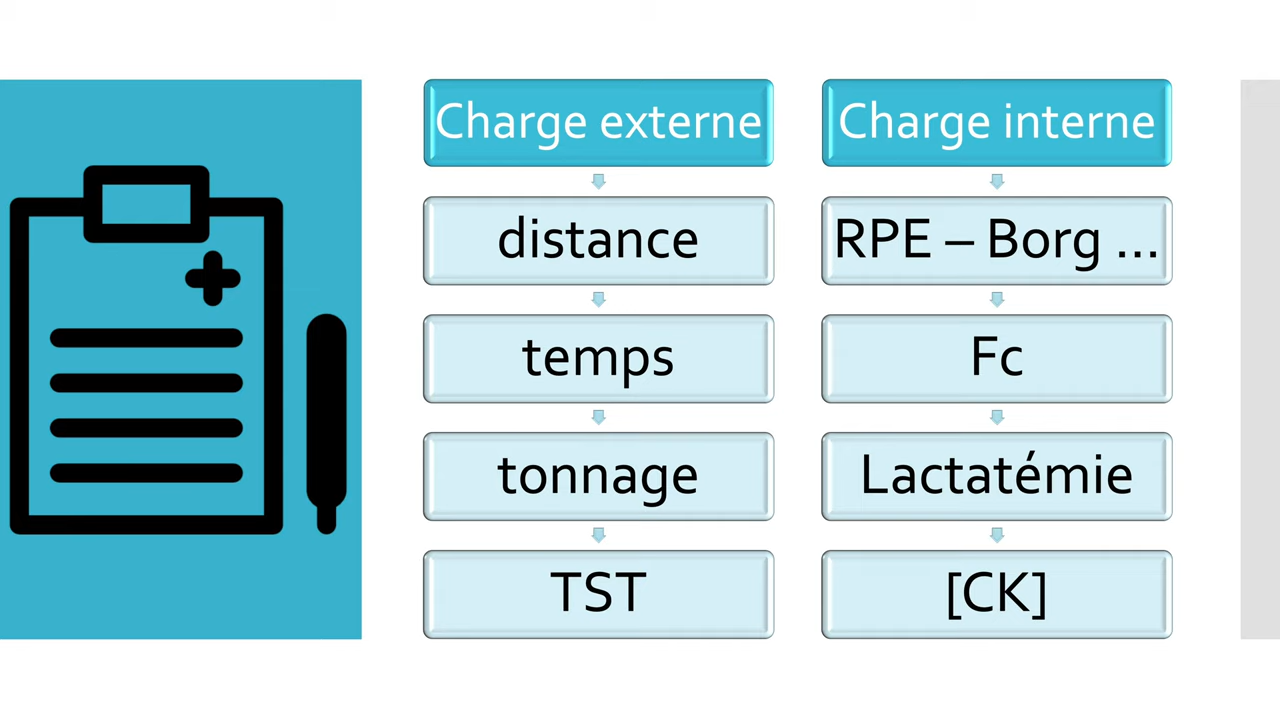 Charge externe
distance
temps
tonnage
TST
Charge interne
RPE – Borg ...
Fc
Lactatémie
[CK]